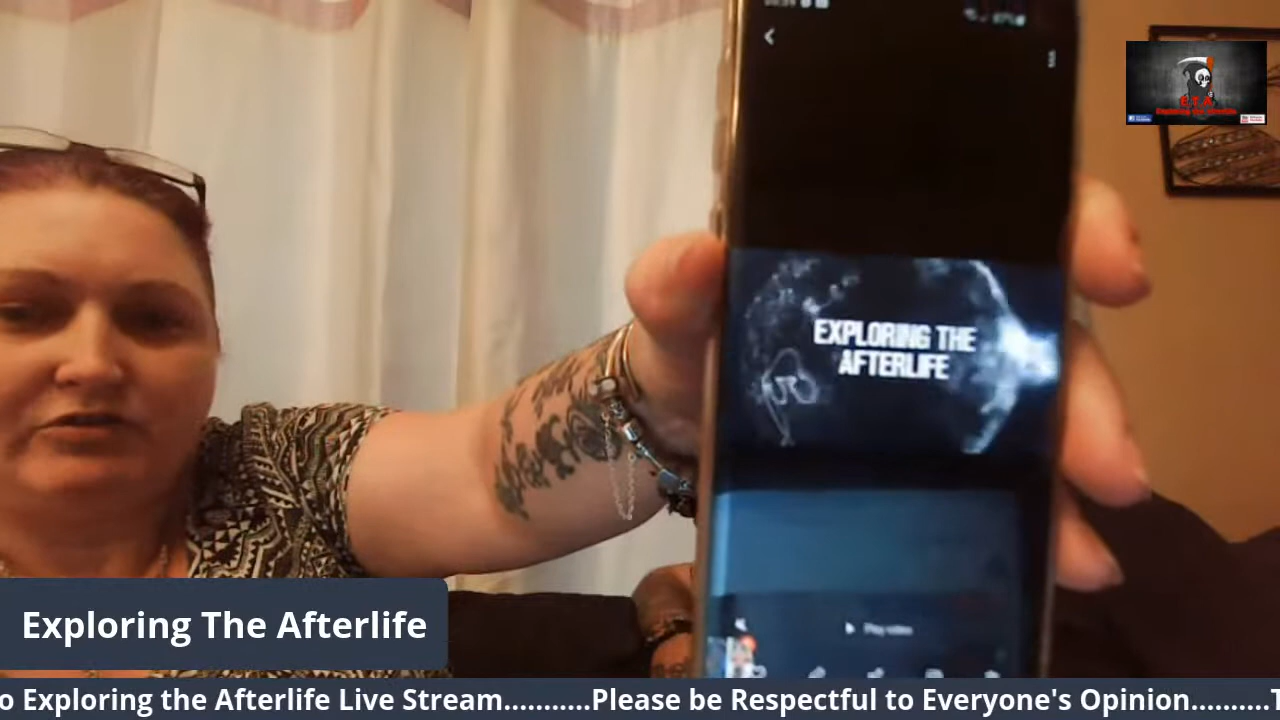 EXPLORING THE
AFTERLIFE
Play video
E T A
Exploring The Afterlife
o Exploring the Afterlife Live Stream...........Please be Respectful to Everyone's Opinion..........T